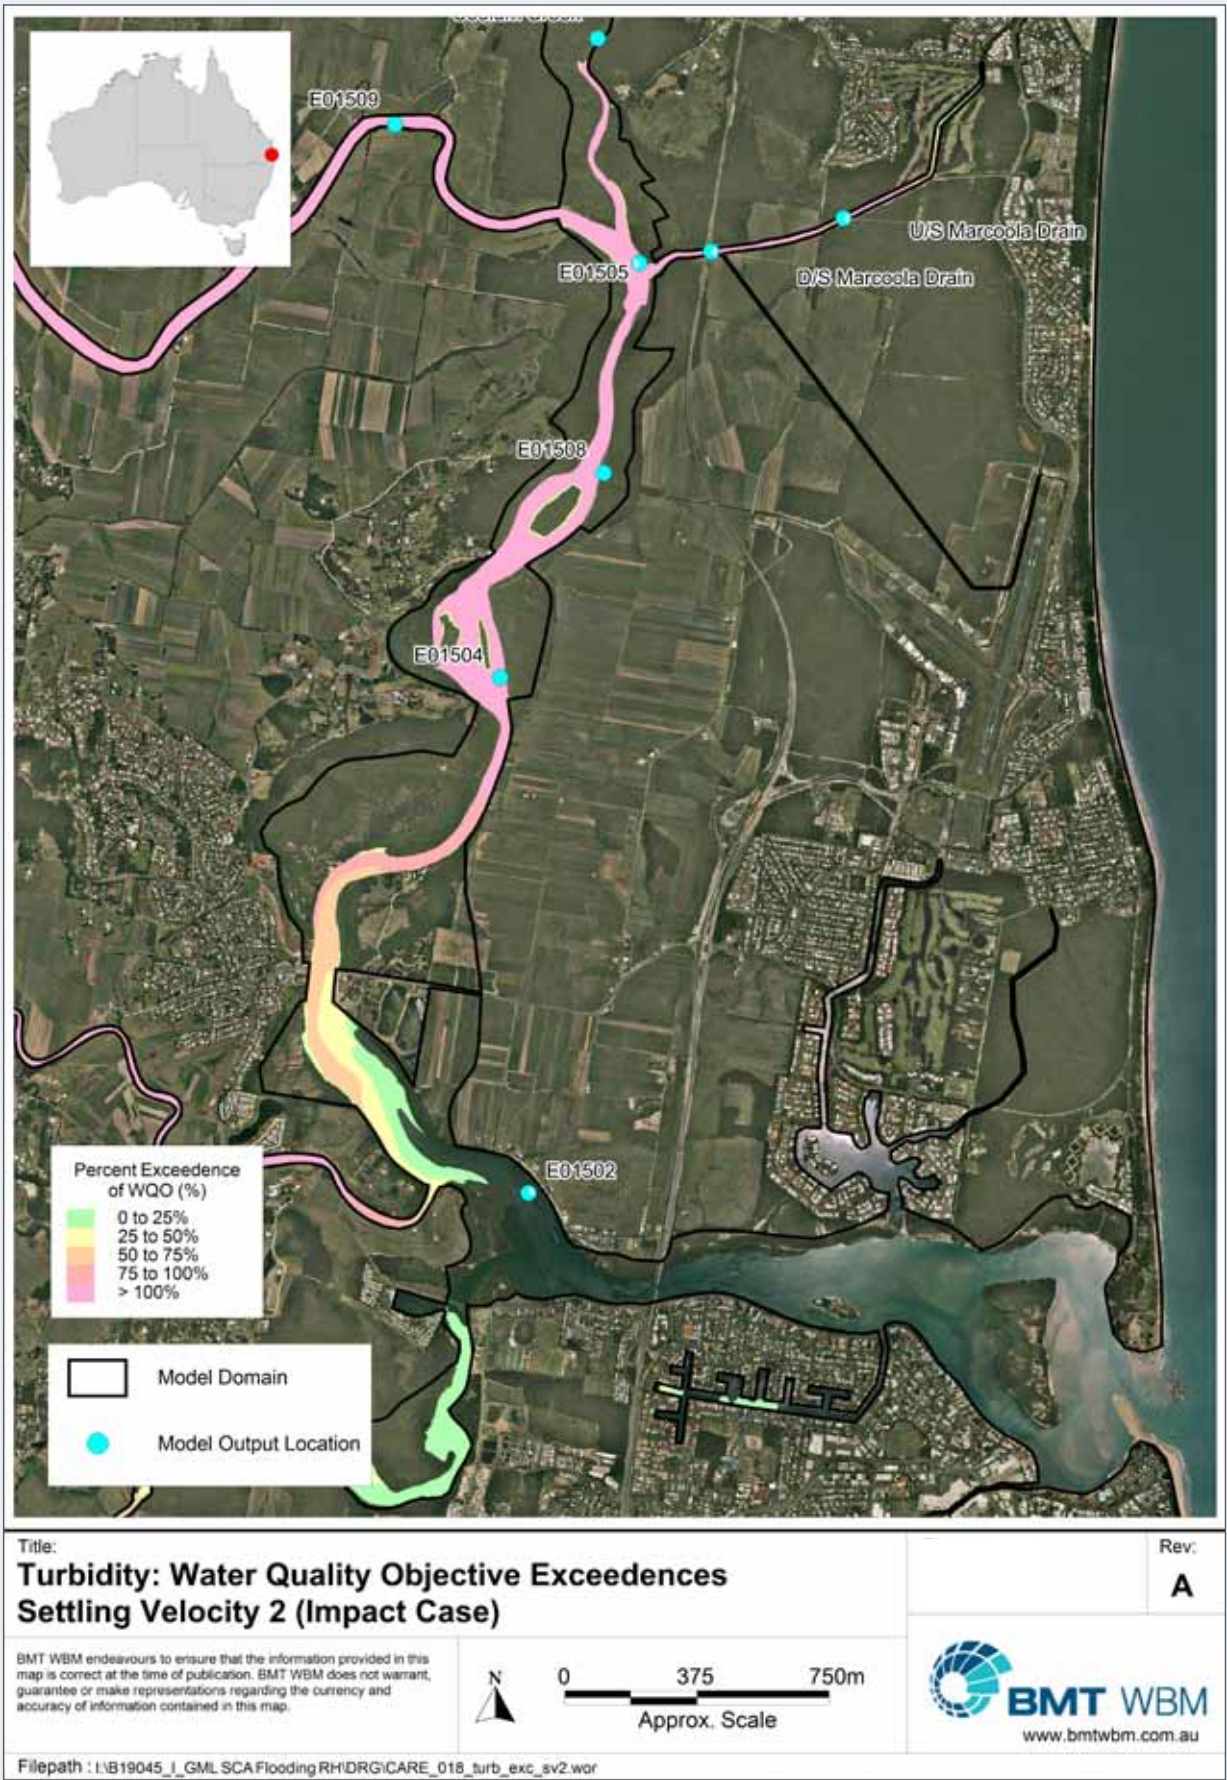 E01509
U/S Marcoola Drain
E01505
D/S Marcoola Drain
E01508
E01504
E01502
Percent Exceedence
of WQO (%)
0 to 25%
25 to 50%
50 to 75%
75 to 100%
> 100%
Model Domain
Model Output Location
Title:
Turbidity: Water Quality Objective Exceedences
Settling Velocity 2 (Impact Case)
Rev:
A
BMT WBM endeavours to ensure that the information provided in this
map is correct at the time of publication. BMT WBM does not warrant,
guarantee or make representations regarding the currency and
accuracy of information contained in this map.
N
0 375 750m
Approx. Scale
BMT WBM
www.bmtwbm.com.au
Filepath : I:\B19045_I_GML SCA Flooding RH\DRG\CARE_018_turb_exc_sv2.wor